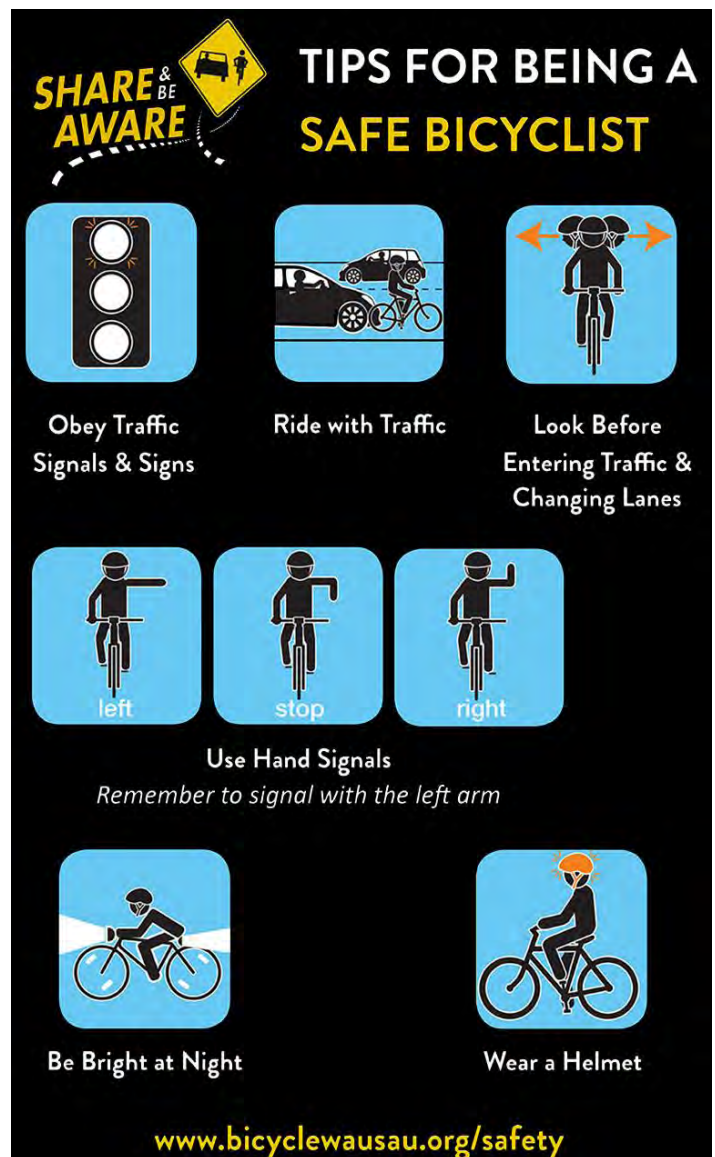 SHARE & BE
AWARE
TIPS FOR BEING A
SAFE BICYCLIST
Obey Traffic
Signals & Signs
Ride with Traffic
Look Before
Entering Traffic &
Changing Lanes
left
stop
right
Use Hand Signals
Remember to signal with the left arm
Be Bright at Night
Wear a Helmet
www.bicyclewausau.org/safety